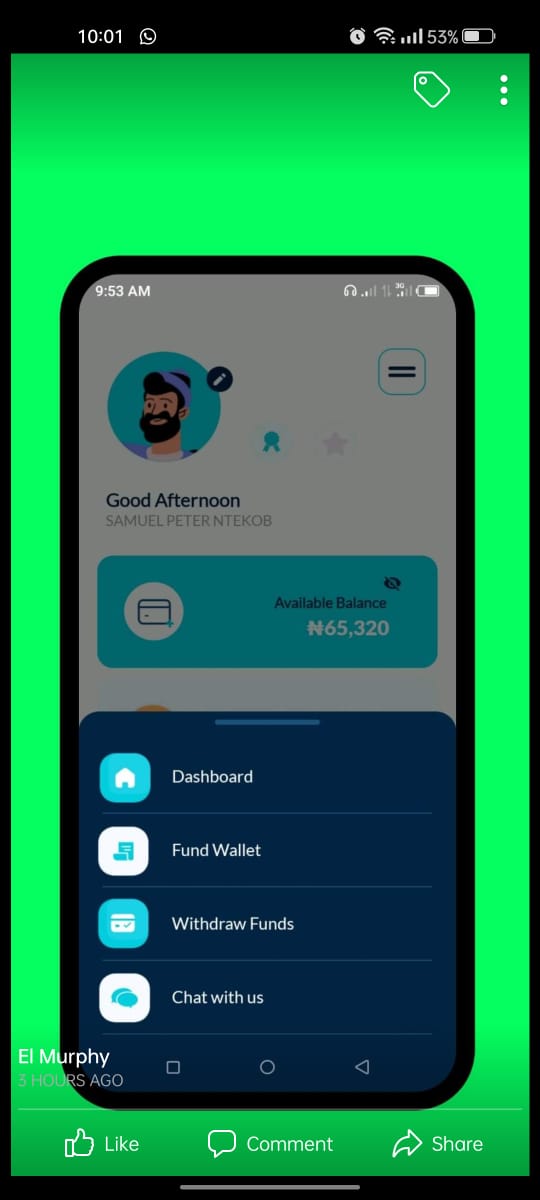 10:01
53%
9:53 AM
3G
Good Afternoon
SAMUEL PETER NTEKOB
Available Balance
₦65,320
Dashboard
Fund Wallet
Withdraw Funds
Chat with us
El Murphy
3 HOURS AGO
Like Comment Share